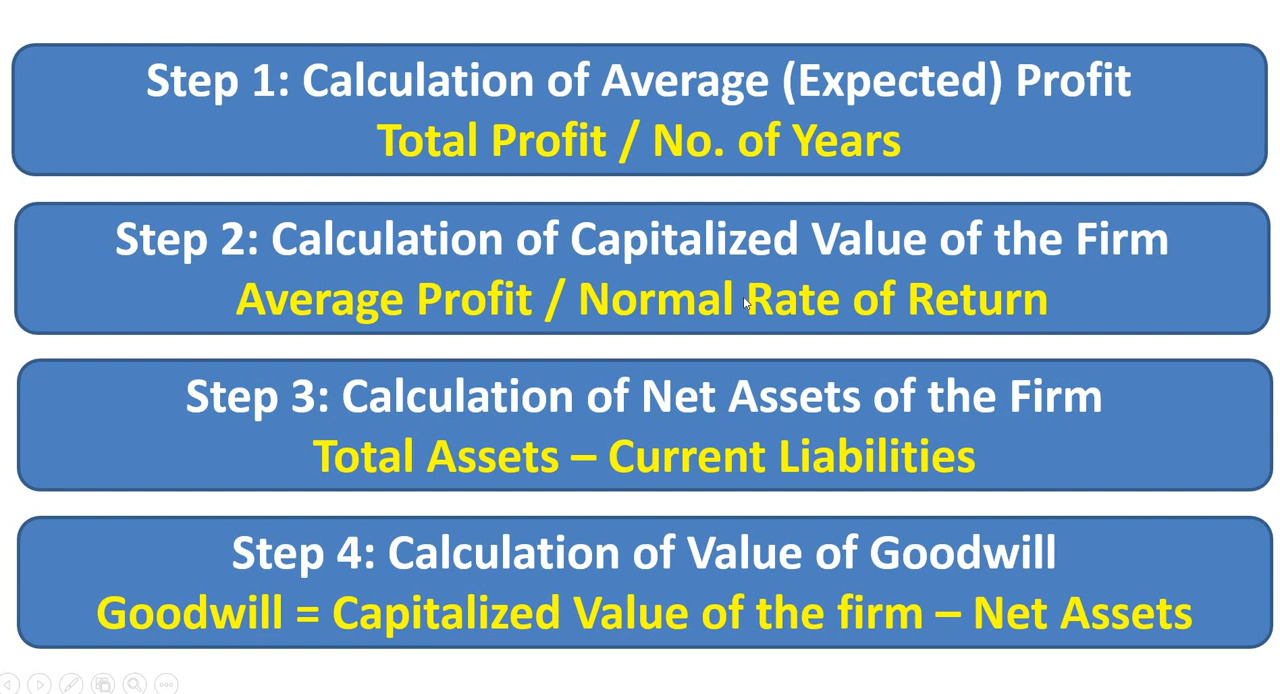 Step 1: Calculation of Average (Expected) Profit
Total Profit / No. of Years
Step 2: Calculation of Capitalized Value of the Firm
Average Profit / Normal Rate of Return
Step 3: Calculation of Net Assets of the Firm
Total Assets – Current Liabilities
Step 4: Calculation of Value of Goodwill
Goodwill = Capitalized Value of the firm – Net Assets